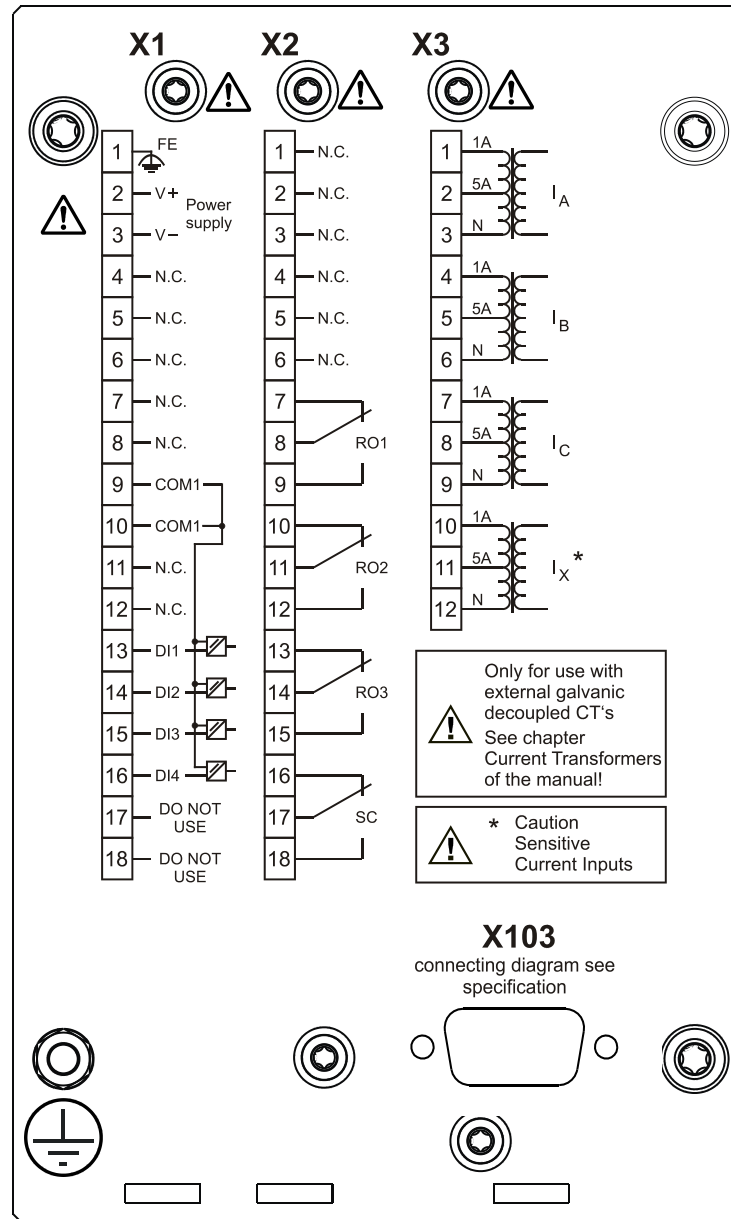 X1
X2
X3
1 FE
2 V+
Power
supply
3 V–
4 N.C.
5 N.C.
6 N.C.
7 N.C.
8 N.C.
9 COM1
10 COM1
11 N.C.
12 N.C.
13 DI1
14 DI2
15 DI3
16 DI4
17 DO NOT
USE
18 DO NOT
USE
1 N.C.
2 N.C.
3 N.C.
4 N.C.
5 N.C.
6 N.C.
7
8 RO1
9
10
11 RO2
12
13
14 RO3
15
16
17 SC
18
1 1A
2 5A IA
3 N
4 1A
5 5A IB
6 N
7 1A
8 5A IC
9 N
10 1A
11 5A IX*
12 N
Only for use with
external galvanic
decoupled CT‘s
See chapter
Current Transformers
of the manual!
* Caution
Sensitive
Current Inputs
X103
connecting diagram see
specification